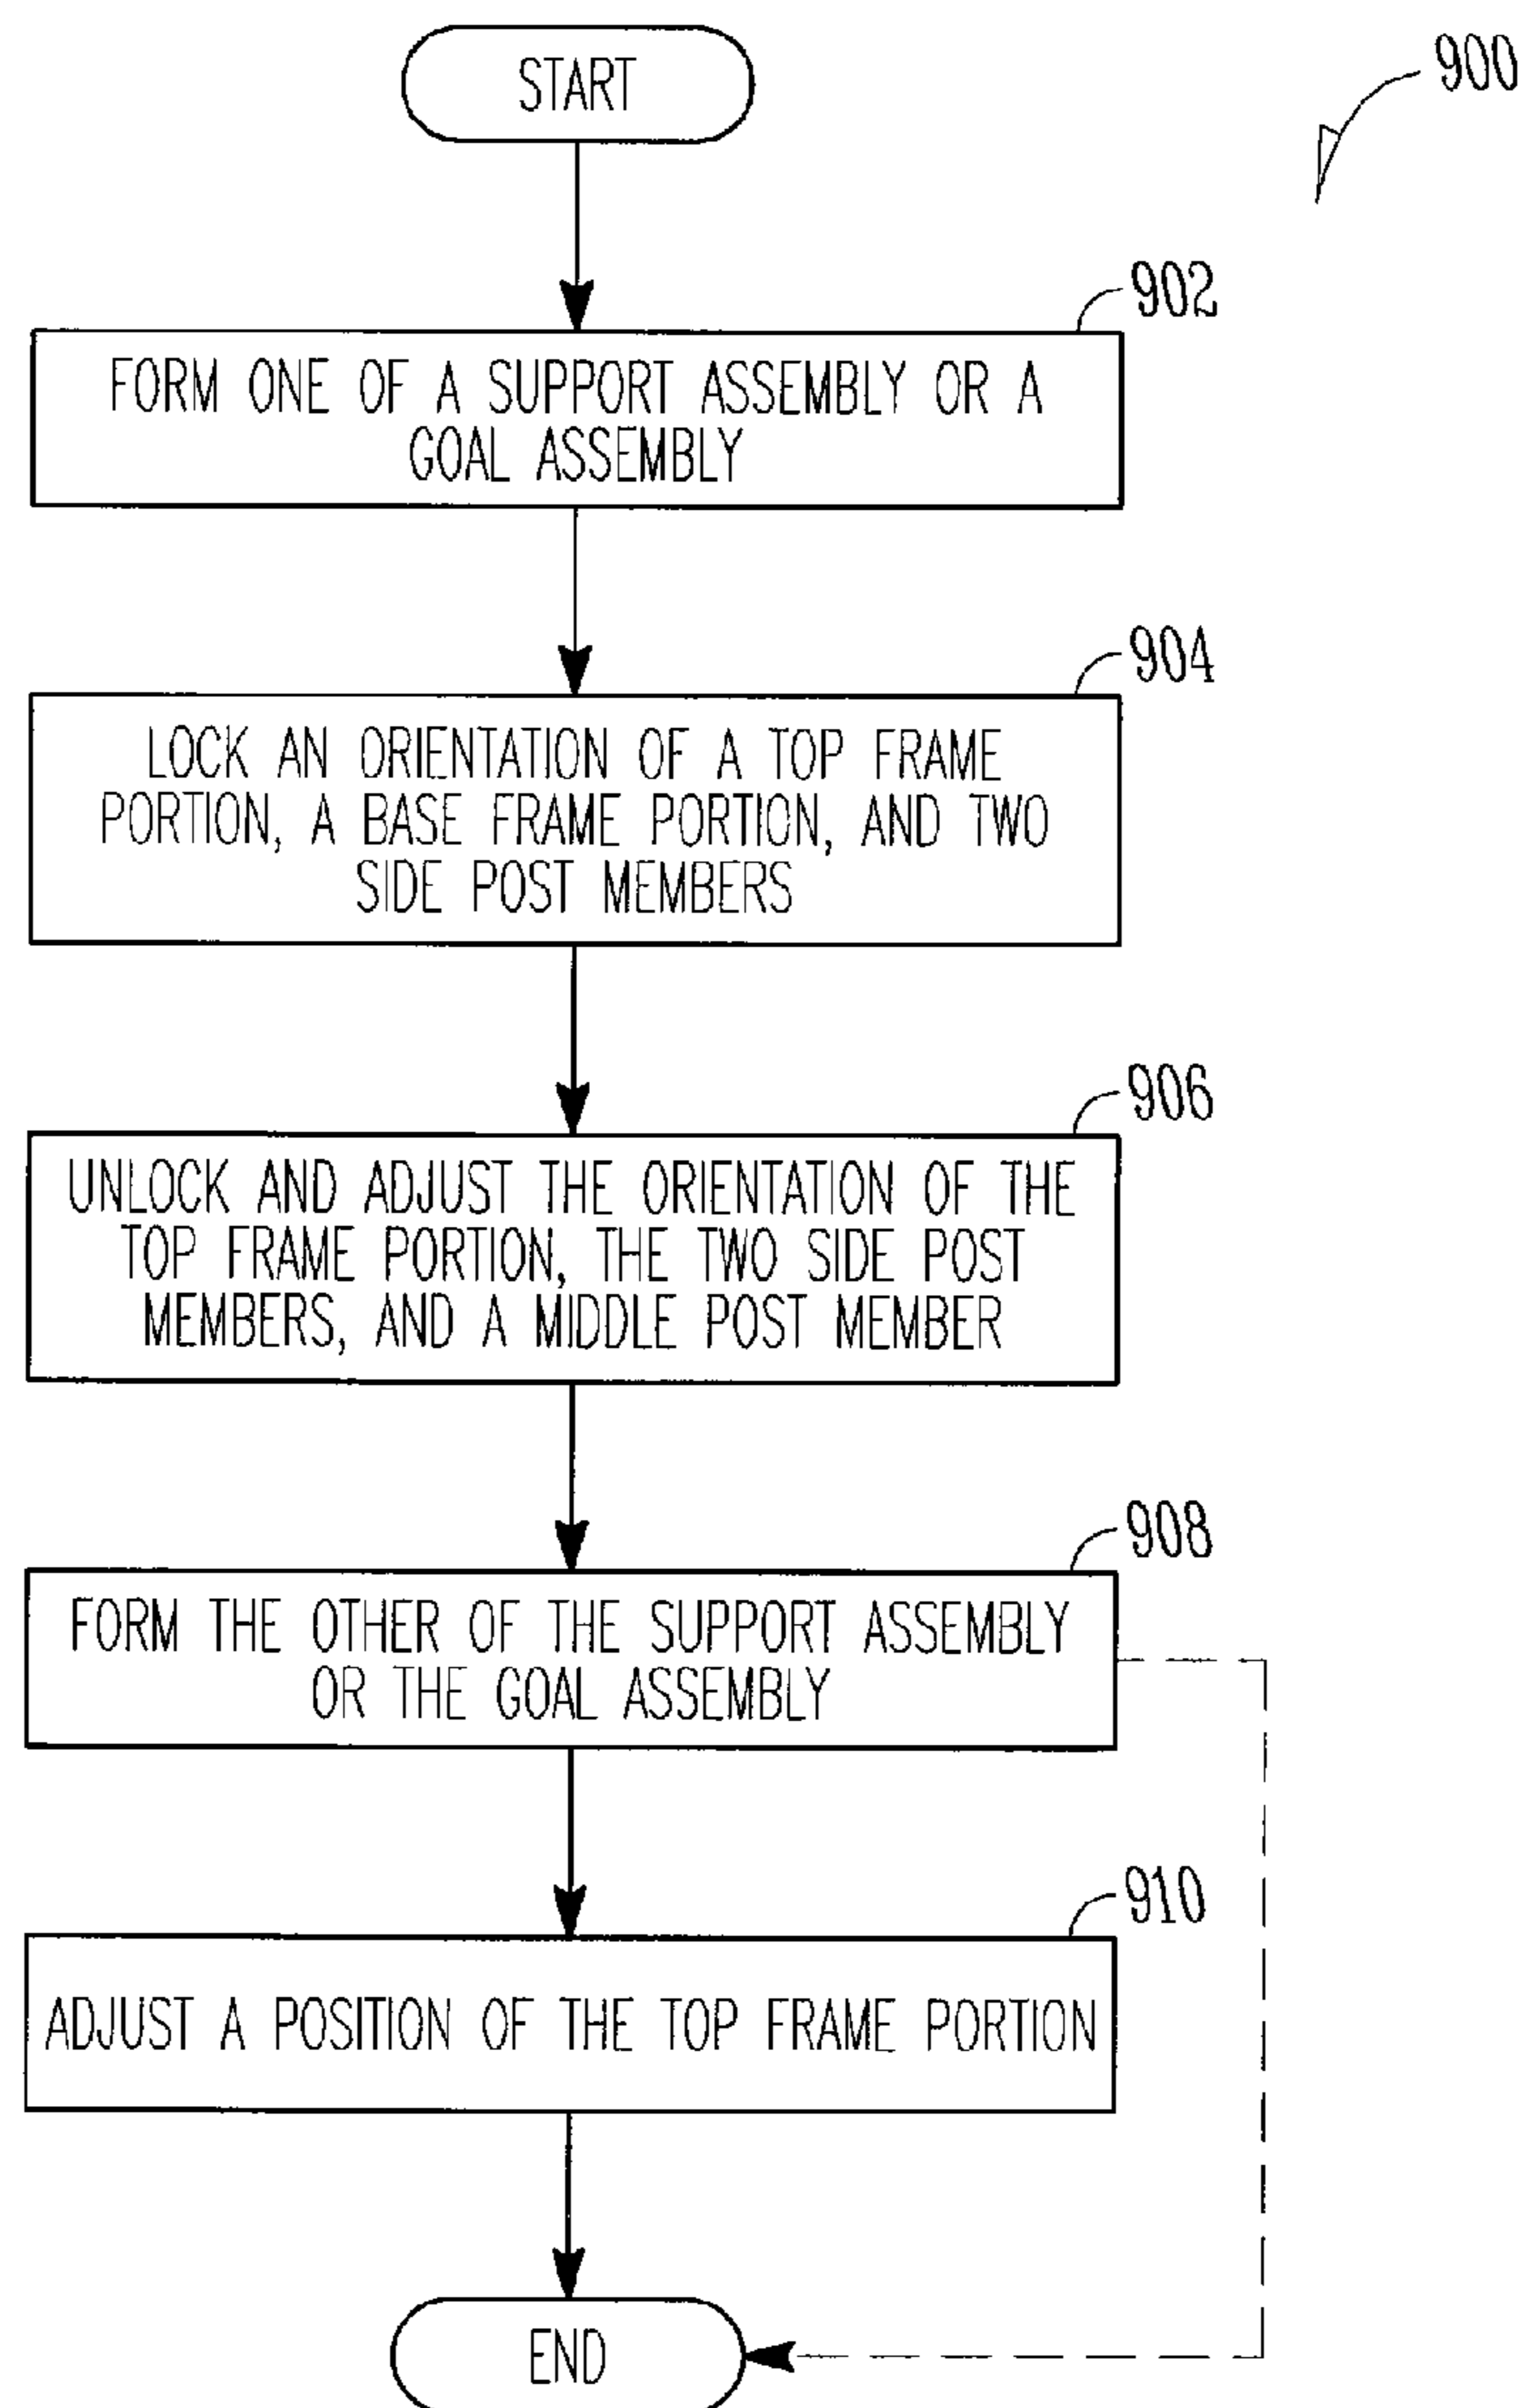 START
900
902
FORM ONE OF A SUPPORT ASSEMBLY OR A
GOAL ASSEMBLY
904
LOCK AN ORIENTATION OF A TOP FRAME
PORTION, A BASE FRAME PORTION, AND TWO
SIDE POST MEMBERS
906
UNLOCK AND ADJUST THE ORIENTATION OF THE
TOP FRAME PORTION, THE TWO SIDE POST
MEMBERS, AND A MIDDLE POST MEMBER
908
FORM THE OTHER OF THE SUPPORT ASSEMBLY
OR THE GOAL ASSEMBLY
910
ADJUST A POSITION OF THE TOP FRAME PORTION
END